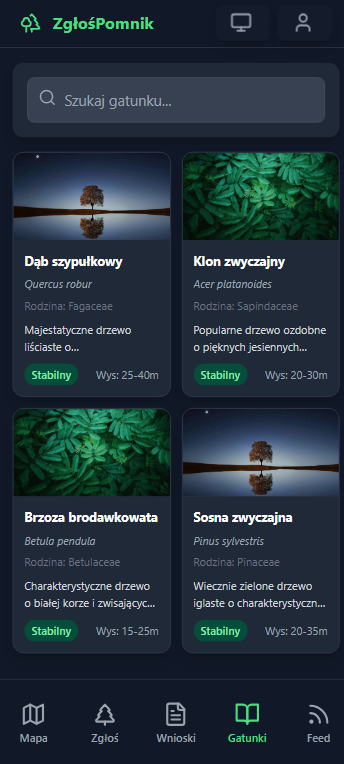 ZgłośPomnik
Szukaj gatunku...
Dąb szypułkowy
Quercus robur
Rodzina: Fagaceae
Majestatyczne drzewo
liściaste o...
Stabilny Wys: 25-40m
Klon zwyczajny
Acer platanoides
Rodzina: Sapindaceae
Popularne drzewo ozdobne
o pięknych jesiennych...
Stabilny Wys: 20-30m
Brzoza brodawkowata
Betula pendula
Rodzina: Betulaceae
Charakterystyczne drzewo
o białej korze i zwisającyc...
Stabilny Wys: 15-25m
Sosna zwyczajna
Pinus sylvestris
Rodzina: Pinaceae
Wiecznie zielone drzewo
iglaste o charakterystyczn...
Stabilny Wys: 20-35m
Mapa Zgłoś Wnioski Gatunki Feed